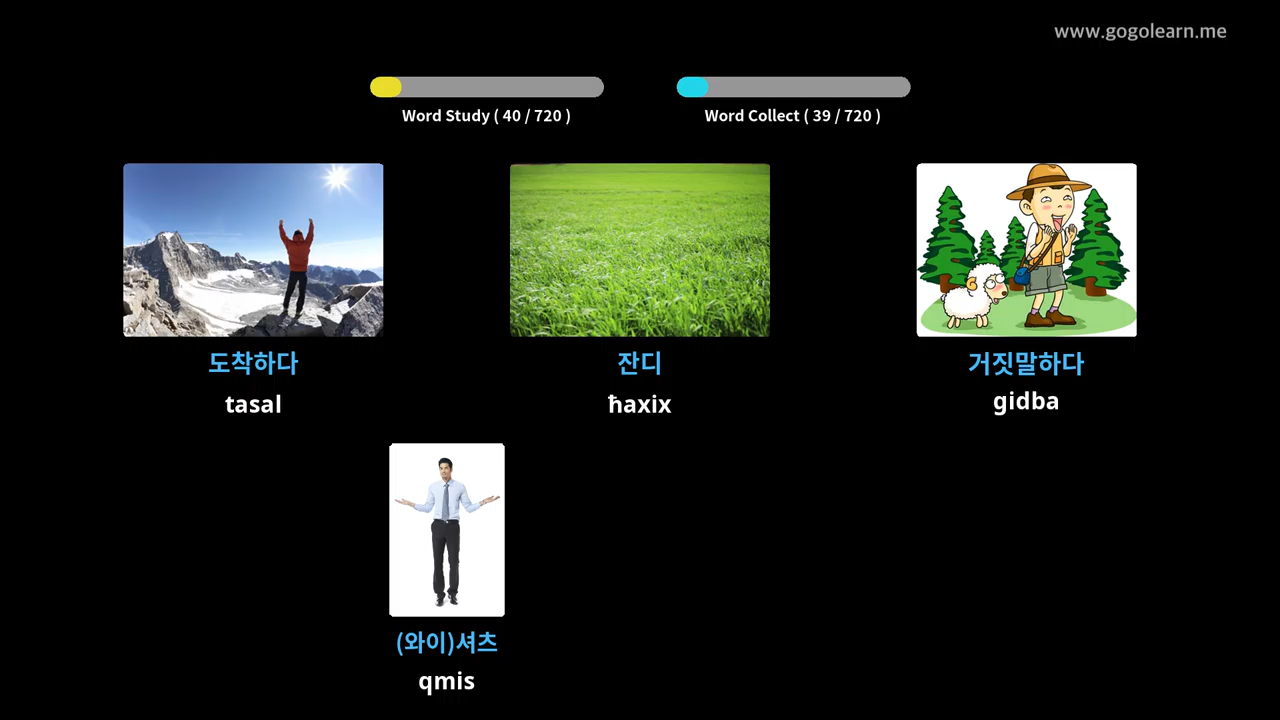 www.gogolearn.me
Word Study ( 40 / 720 )
Word Collect ( 39 / 720 )
도착하다
tasal
잔디
ħaxix
거짓말하다
gidba
(와이)셔츠
qmis